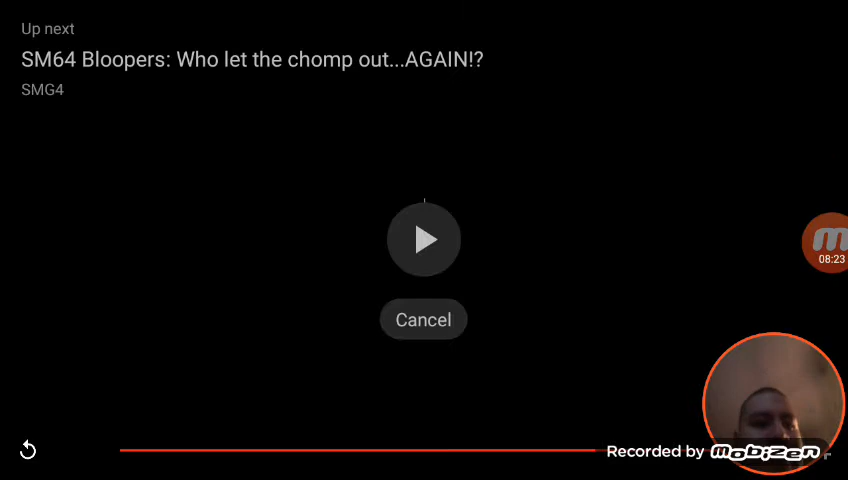 Up next
SM64 Bloopers: Who let the chomp out...AGAIN!?
SMG4
08:23
Cancel
Recorded by mobizen